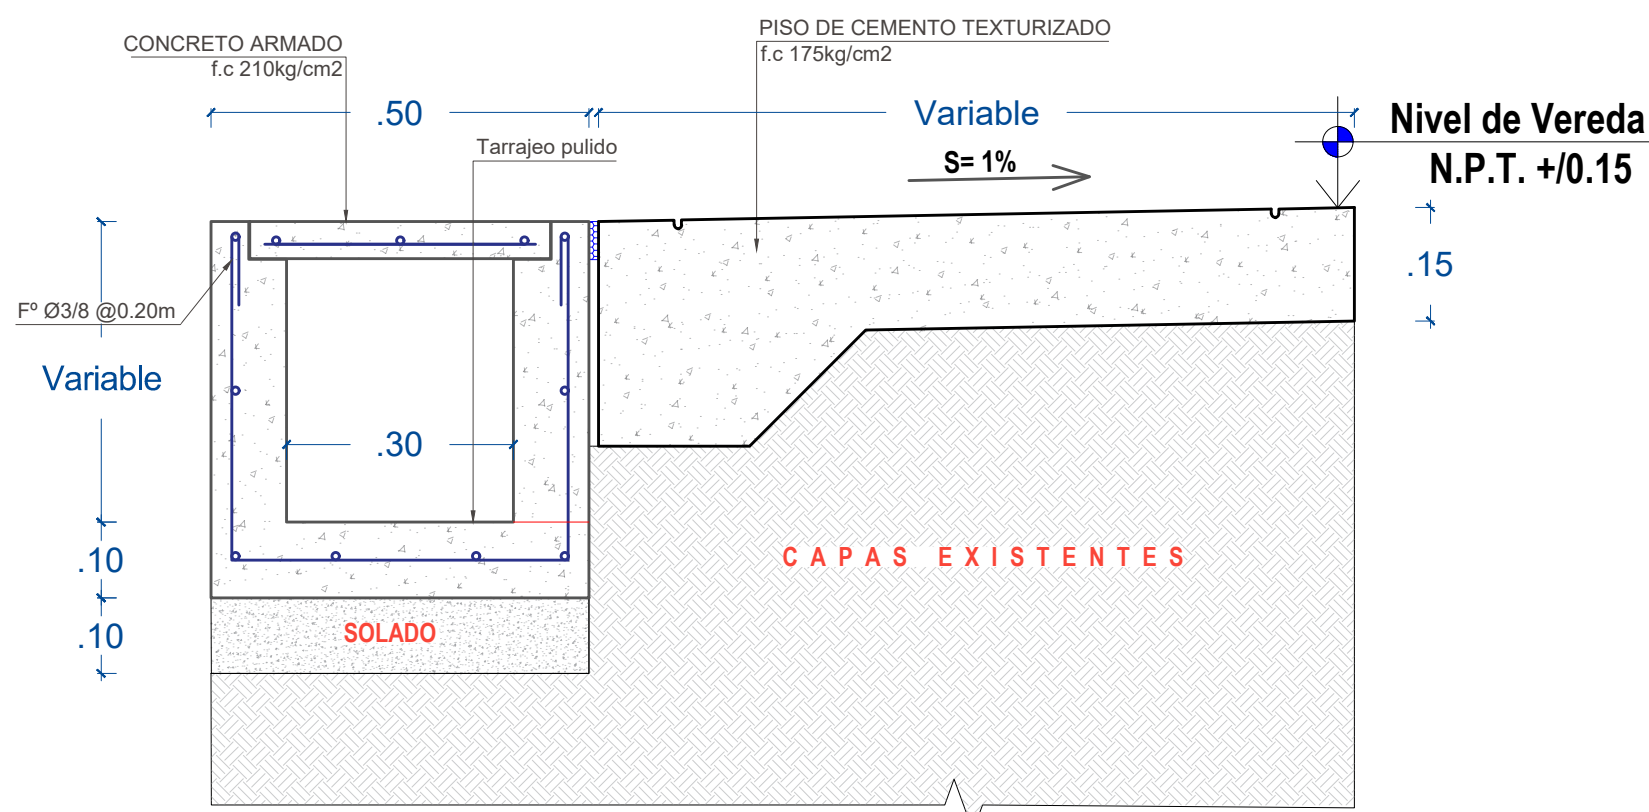 CONCRETO ARMADO
f.c 210kg/cm2
PISO DE CEMENTO TEXTURIZADO
f.c 175kg/cm2
.50
Variable
Nivel de Vereda
N.P.T. +/0.15
Tarrajeo pulido
S= 1%
.15
Fº Ø3/8 @0.20m
Variable
.30
.10
CAPAS EXISTENTES
.10
SOLADO